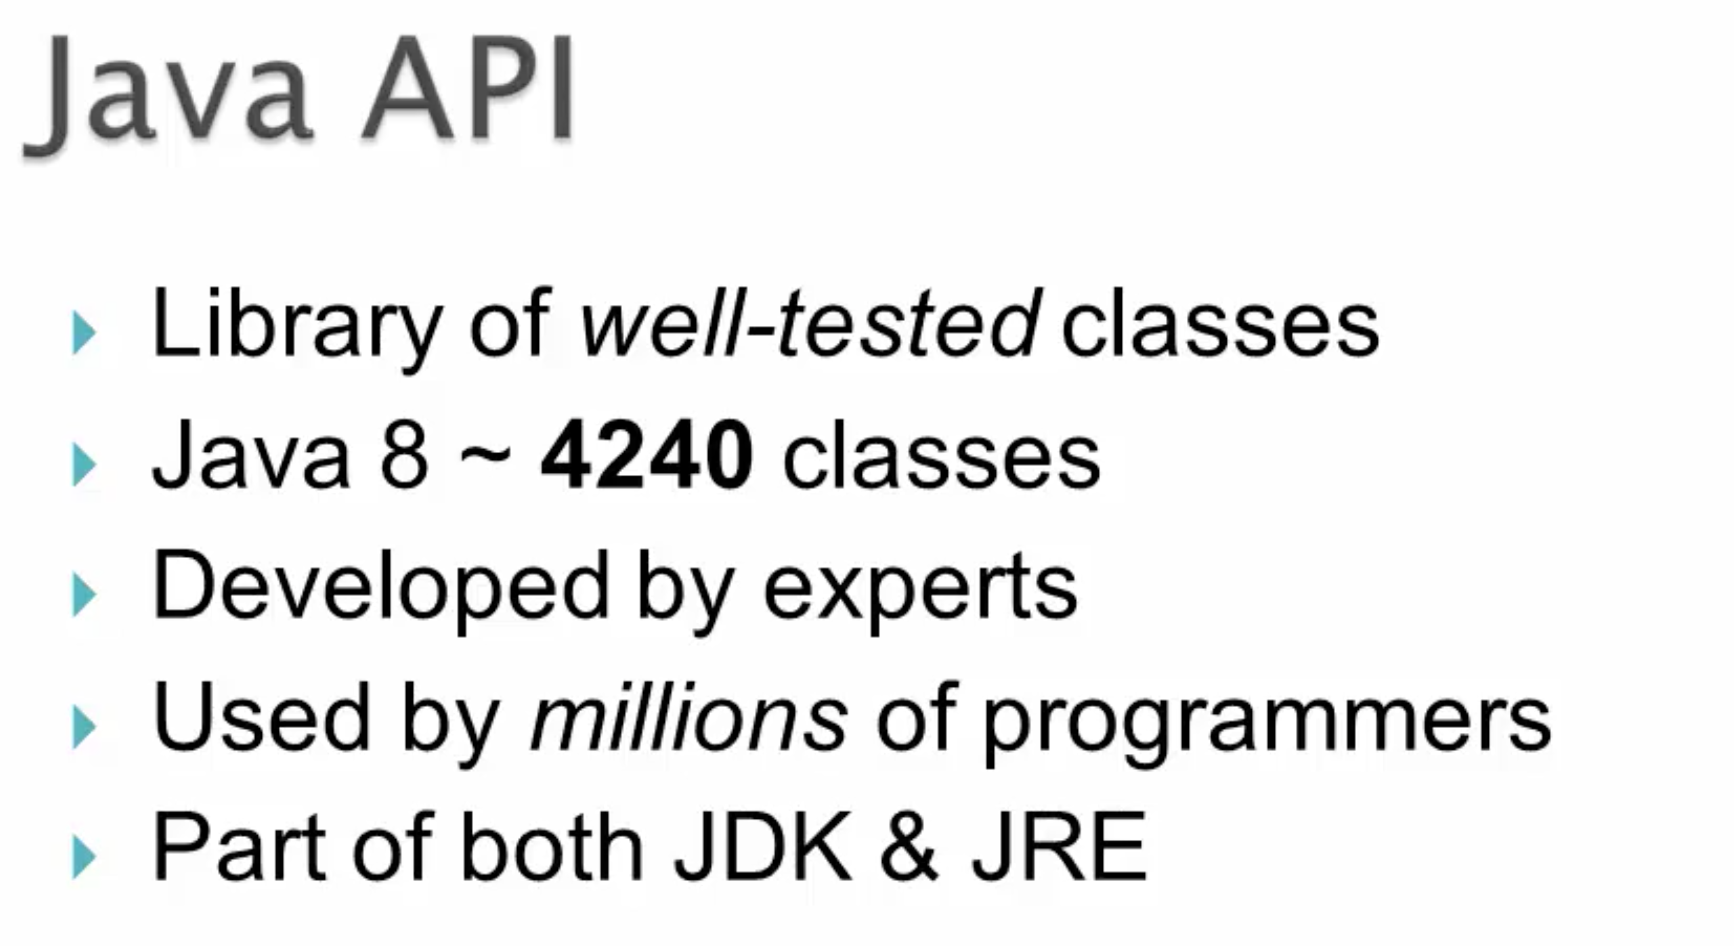 Java API
Library of well-tested classes
Java 8 ~ 4240 classes
Developed by experts
Used by millions of programmers
Part of both JDK & JRE